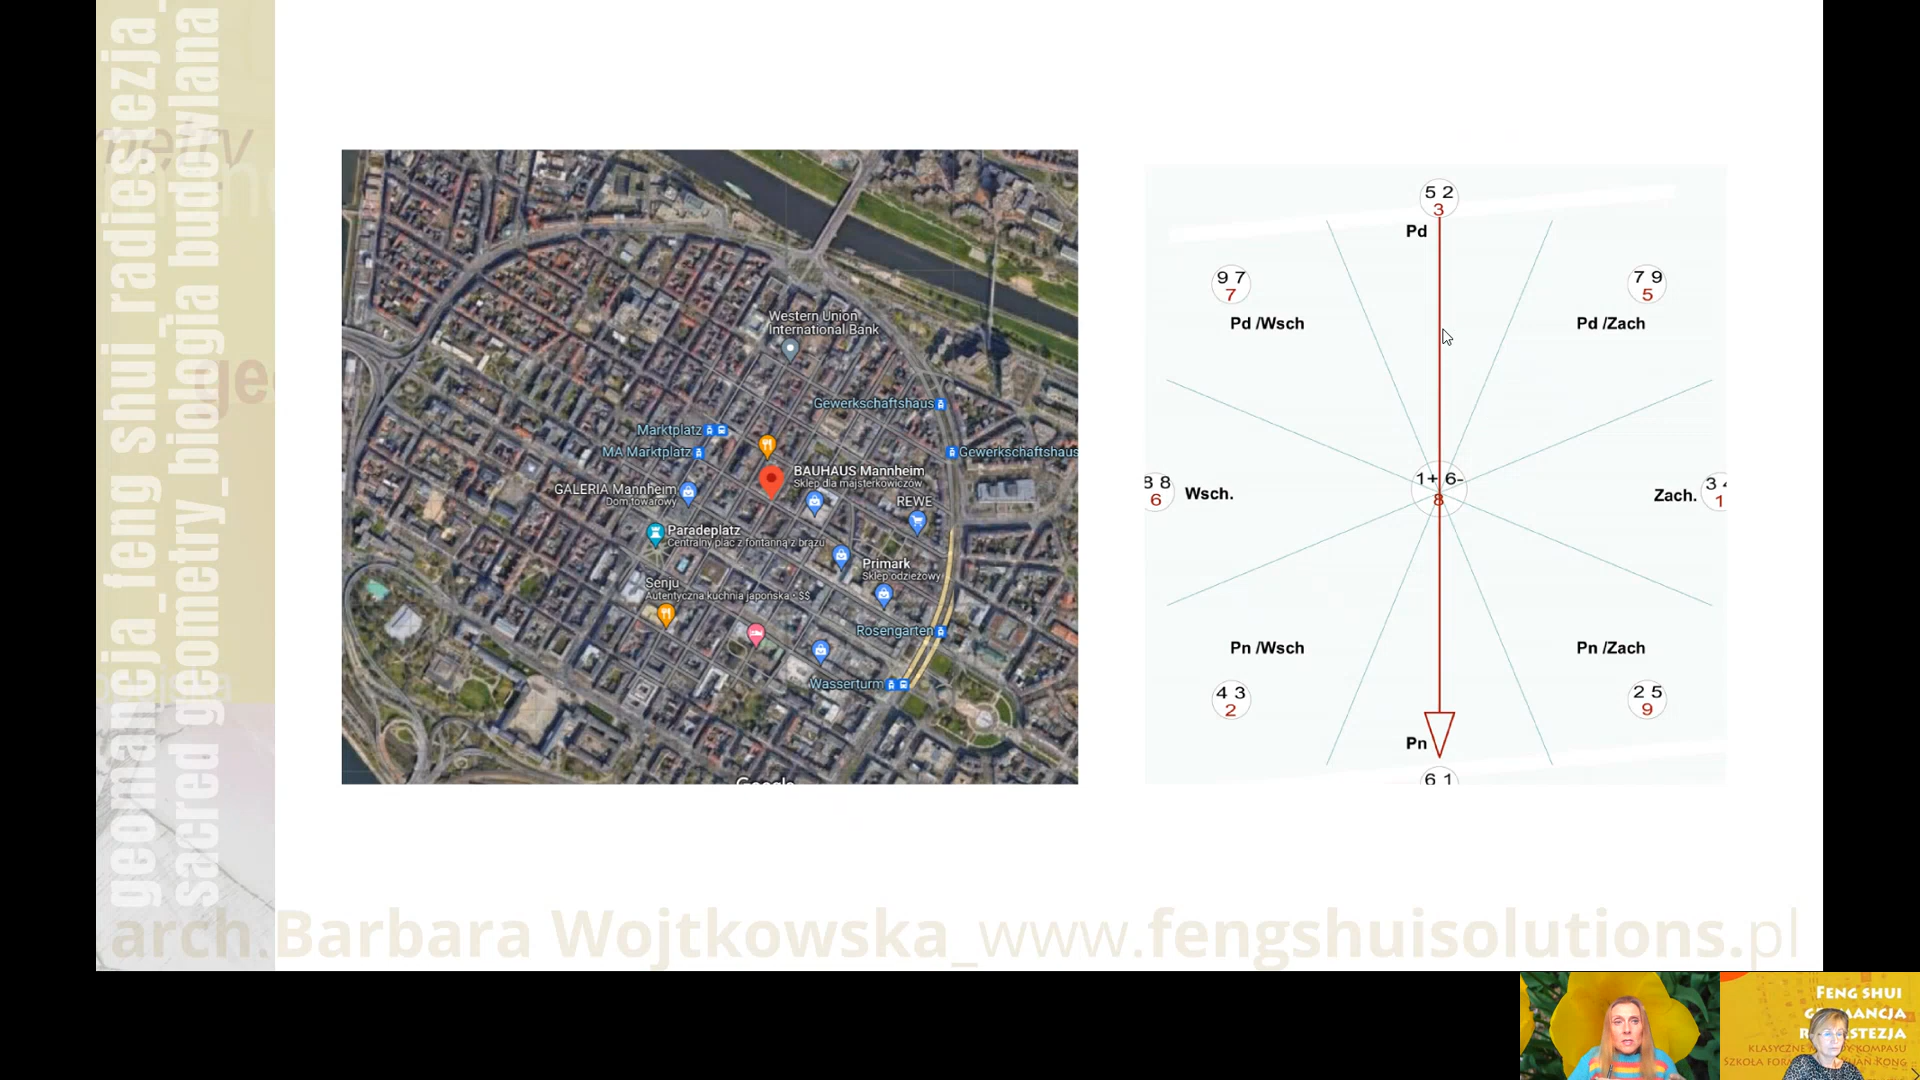 geomancja_feng shui_radiestezja_
sacred geometry_biologia budowlana
Western Union
International Bank
Gewerkschaftshaus
Marktplatz
MA Marktplatz
Gewerkschaftshaus
BAUHAUS Mannheim
Sklep dla majsterkowiczów
GALERIA Mannheim
Dom towarowy
REWE
Paradeplatz
Centralny plac z fontanną z brązu
Primark
Sklep odzieżowy
Senju
Autentyczna kuchnia japońska • $$
Rosengarten
Wasserturm
Google
5 2
3
Pd
9 7
7
Pd /Wsch
7 9
5
Pd /Zach
8 8
6
Wsch.
1+ 6-
8
Zach.
3 4
1
Pn /Wsch
4 3
2
Pn /Zach
2 5
9
Pn
6 1
arch.Barbara Wojtkowska_www.fengshuisolutions.pl
FENG SHUI